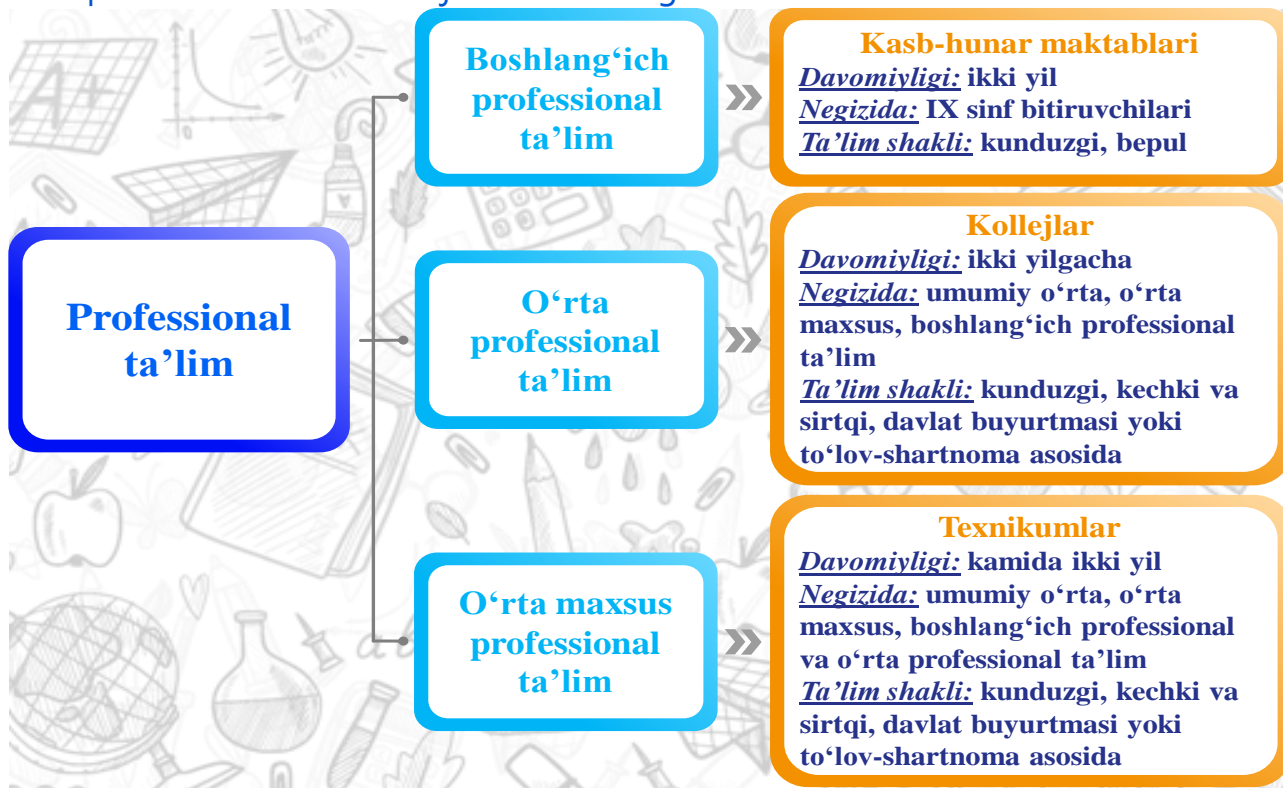 Professional
ta’lim
Boshlang‘ich
professional
ta’lim
Kasb-hunar maktablari
Davomiyligi: ikki yil
Negizida: IX sinf bitiruvchilari
Ta’lim shakli: kunduzgi, bepul
O‘rta
professional
ta’lim
Kollejlar
Davomiyligi: ikki yilgacha
Negizida: umumiy o‘rta, o‘rta
maxsus, boshlang‘ich professional
ta’lim
Ta’lim shakli: kunduzgi, kechki va
sirtqi, davlat buyurtmasi yoki
to‘lov-shartnoma asosida
O‘rta maxsus
professional
ta’lim
Texnikumlar
Davomiyligi: kamida ikki yil
Negizida: umumiy o‘rta, o‘rta
maxsus, boshlang‘ich professional
va o‘rta professional ta’lim
Ta’lim shakli: kunduzgi, kechki va
sirtqi, davlat buyurtmasi yoki
to‘lov-shartnoma asosida